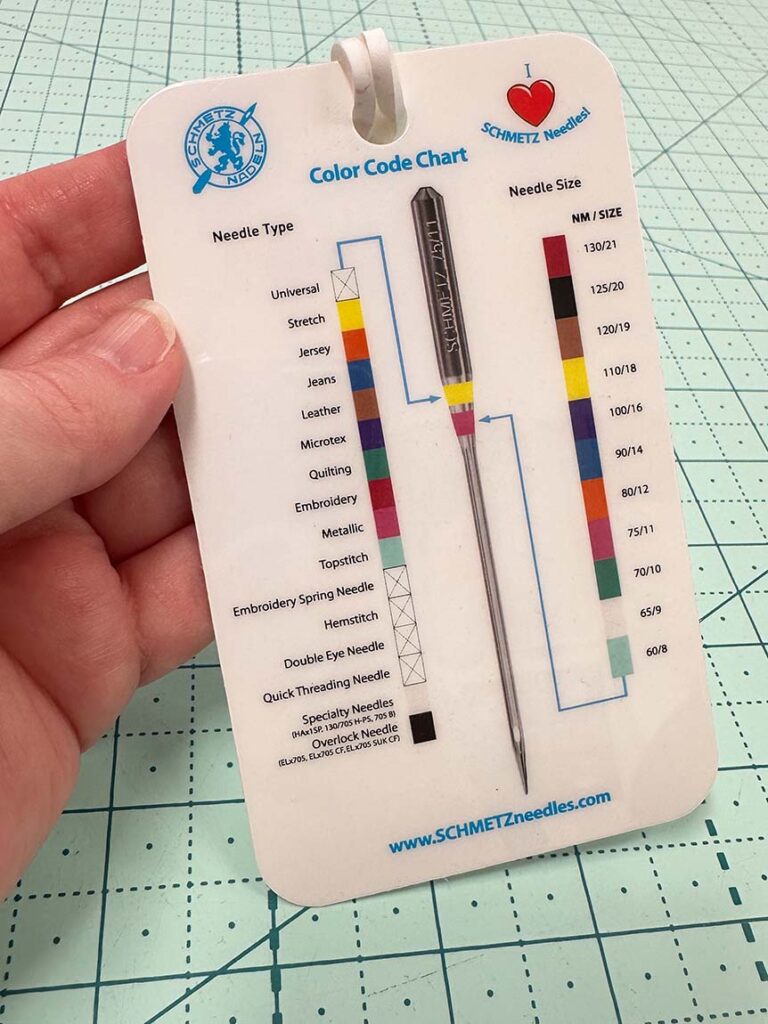 SCHMETZ
NADELN
I
SCHMETZ Needles!
Color Code Chart
Needle Type
Needle Size
NM / SIZE
Universal
Stretch
Jersey
Jeans
Leather
Microtex
Quilting
Embroidery
Metallic
Topstitch
Embroidery Spring Needle
Hemstitch
Double Eye Needle
Quick Threading Needle
Specialty Needles
(HAx1SP, 130/705 H-PS, 705 B)
Overlock Needle
(ELx705, ELx705 CF, ELx705 SUK CF)
SCHMETZ 75/11
130/21
125/20
120/19
110/18
100/16
90/14
80/12
75/11
70/10
65/9
60/8
www.SCHMETZneedles.com